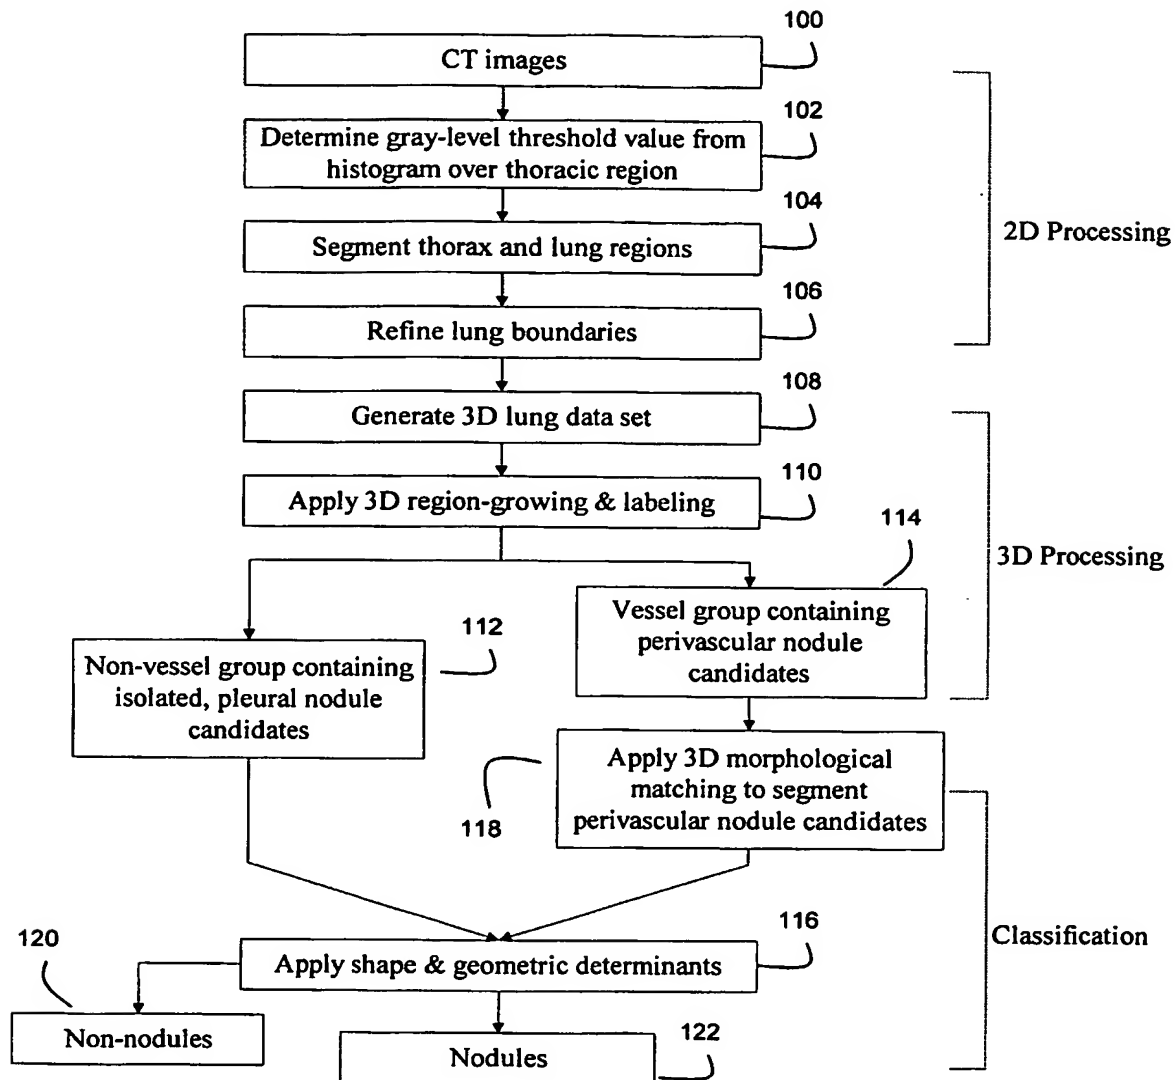 100
CT images
102
Determine gray-level threshold value from
histogram over thoracic region
104
Segment thorax and lung regions
2D Processing
106
Refine lung boundaries
108
Generate 3D lung data set
110
Apply 3D region-growing & labeling
114
3D Processing
Vessel group containing
perivascular nodule
candidates
112
Non-vessel group containing
isolated, pleural nodule
candidates
Apply 3D morphological
matching to segment
perivascular nodule candidates
118
116
Classification
120
Apply shape & geometric determinants
Non-nodules
122
Nodules